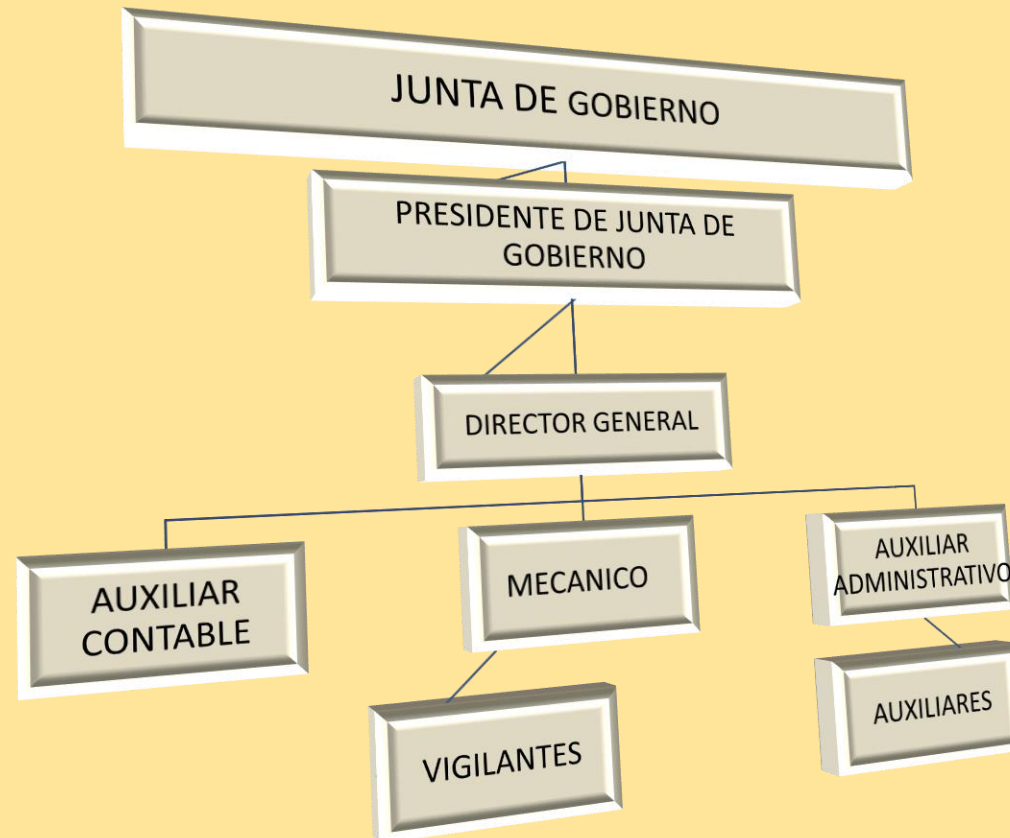 JUNTA DE GOBIERNO
PRESIDENTE DE JUNTA DE
GOBIERNO
DIRECTOR GENERAL
AUXILIAR
CONTABLE
MECANICO
AUXILIAR
ADMINISTRATIVO
VIGILANTES
AUXILIARES